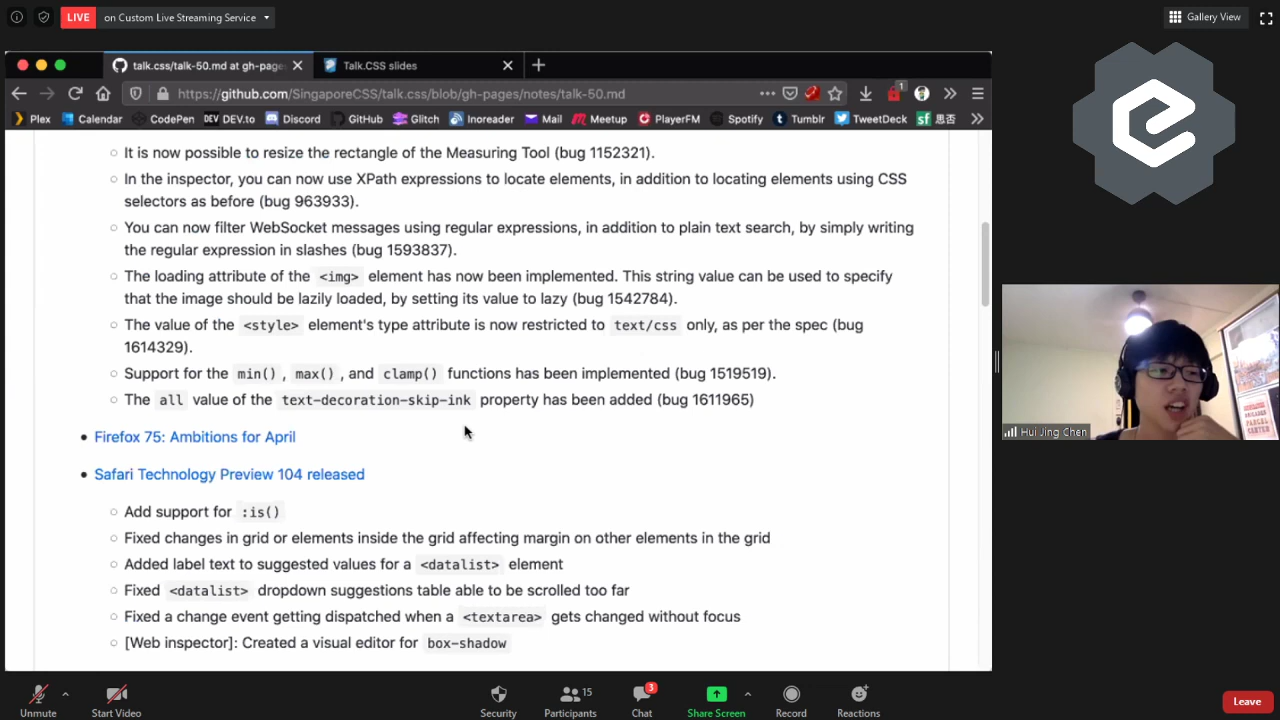 LIVE on Custom Live Streaming Service
Gallery View
talk.css/talk-50.md at gh-page
Talk.CSS slides
https://github.com/SingaporeCSS/talk.css/blob/gh-pages/notes/talk-50.md
1
Plex Calendar CodePen DEV DEV.to Discord GitHub Glitch Inoreader Mail Meetup PlayerFM Spotify Tumblr TweetDeck sf 思否
It is now possible to resize the rectangle of the Measuring Tool (bug 1152321).
In the inspector, you can now use XPath expressions to locate elements, in addition to locating elements using CSS
selectors as before (bug 963933).
You can now filter WebSocket messages using regular expressions, in addition to plain text search, by simply writing
the regular expression in slashes (bug 1593837).
The loading attribute of the <img> element has now been implemented. This string value can be used to specify
that the image should be lazily loaded, by setting its value to lazy (bug 1542784).
The value of the <style> element's type attribute is now restricted to text/css only, as per the spec (bug
1614329).
Support for the min() , max() , and clamp() functions has been implemented (bug 1519519).
The all value of the text-decoration-skip-ink property has been added (bug 1611965)
Firefox 75: Ambitions for April
Safari Technology Preview 104 released
Add support for :is()
Fixed changes in grid or elements inside the grid affecting margin on other elements in the grid
Added label text to suggested values for a <datalist> element
Fixed <datalist> dropdown suggestions table able to be scrolled too far
Fixed a change event getting dispatched when a <textarea> gets changed without focus
[Web inspector]: Created a visual editor for box-shadow
Hui Jing Chen
15
3
Unmute Start Video Security Participants Chat Share Screen Record Reactions Leave